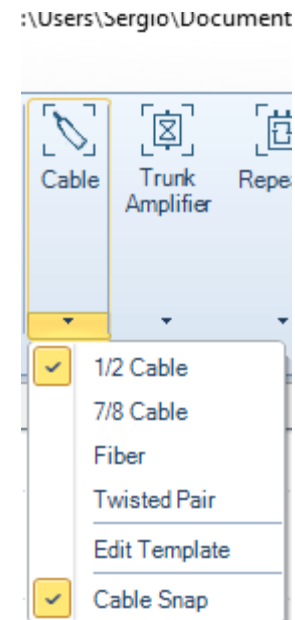 :\Users\Sergio\Document
Cable
Trunk
Amplifier
Repe
1/2 Cable
7/8 Cable
Fiber
Twisted Pair
Edit Template
Cable Snap